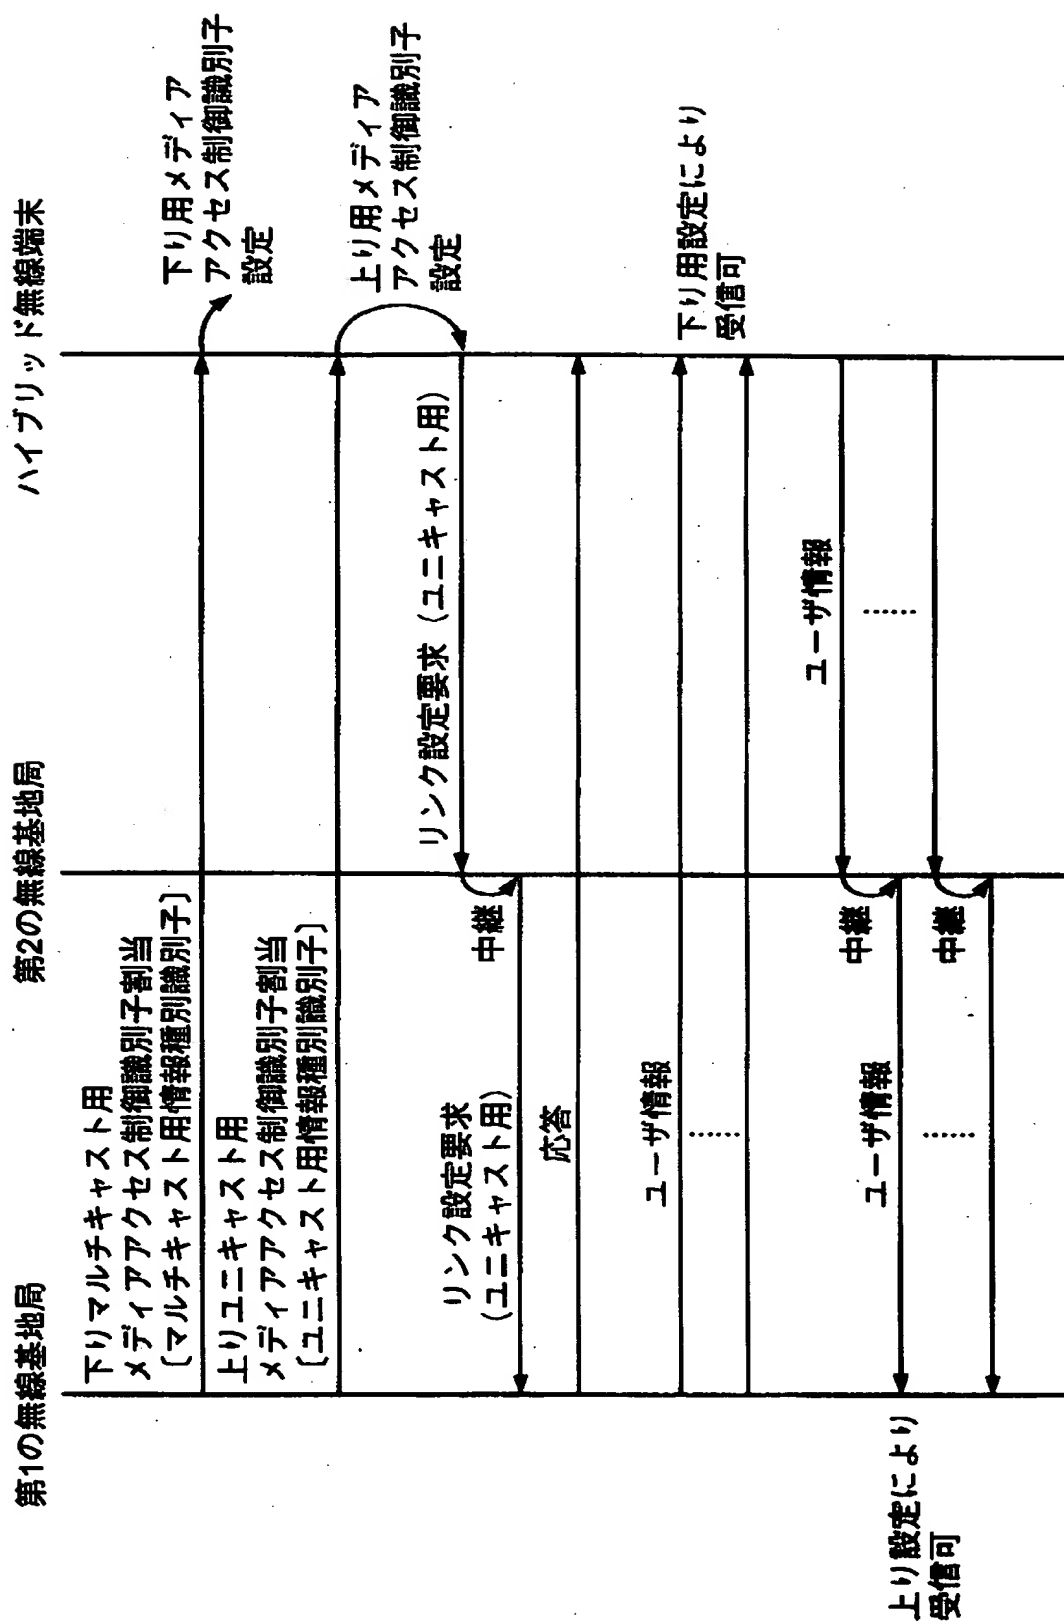 第1の無線基地局
第2の無線基地局
ハイブリッド無線端末
下りマルチキャスト用
メディアアクセス制御識別子割当
〔マルチキャスト用情報種別識別子〕
下り用メディア
アクセス制御識別子
設定
上りユニキャスト用
メディアアクセス制御識別子割当
〔ユニキャスト用情報種別識別子〕
上り用メディア
アクセス制御識別子
設定
リンク設定要求（ユニキャスト用）
中継
リンク設定要求
（ユニキャスト用）
応答
ユーザ情報
……
下り用設定により
受信可
ユーザ情報
……
中継
ユーザ情報
……
中継
上り設定により
受信可